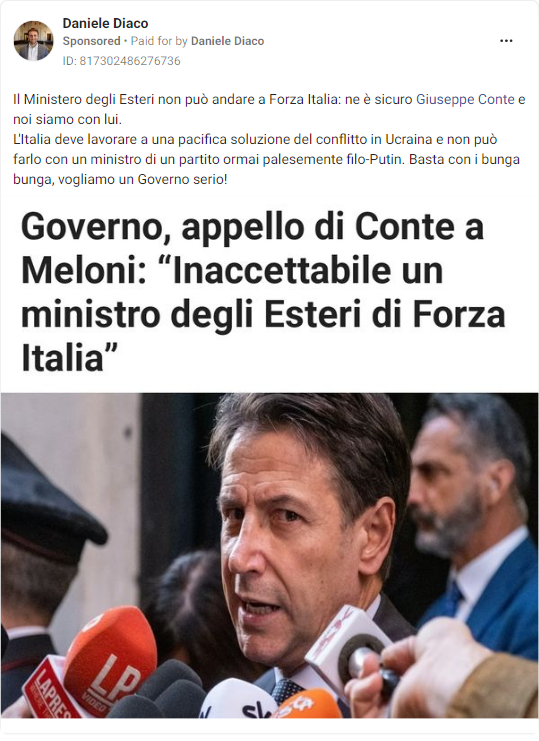 Daniele Diaco
Sponsored • Paid for by Daniele Diaco
ID: 817302486276736
Il Ministero degli Esteri non può andare a Forza Italia: ne è sicuro Giuseppe Conte e
noi siamo con lui.
L'Italia deve lavorare a una pacifica soluzione del conflitto in Ucraina e non può
farlo con un ministro di un partito ormai palesemente filo-Putin. Basta con i bunga
bunga, vogliamo un Governo serio!
Governo, appello di Conte a
Meloni: “Inaccettabile un
ministro degli Esteri di Forza
Italia”
LAPRES
LP
VIDEO
sk